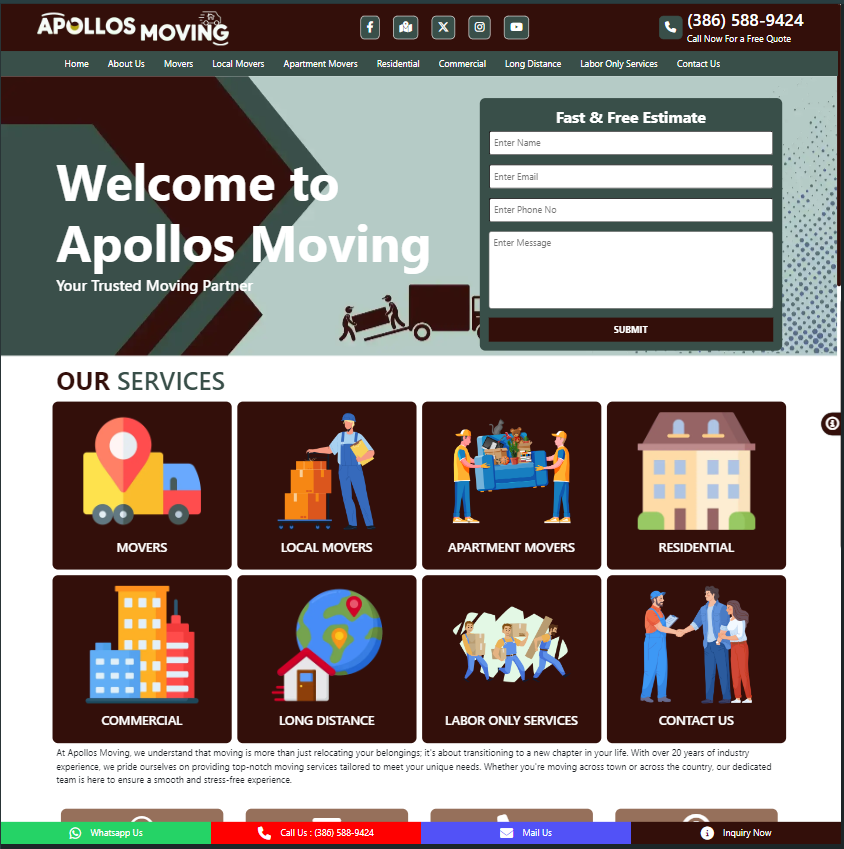 APOLLOS MOVING
(386) 588-9424
Call Now For a Free Quote
Home About Us Movers Local Movers Apartment Movers Residential Commercial Long Distance Labor Only Services Contact Us
Welcome to
Apollos Moving
Your Trusted Moving Partner
Fast & Free Estimate
Enter Name
Enter Email
Enter Phone No
Enter Message
SUBMIT
OUR SERVICES
MOVERS LOCAL MOVERS APARTMENT MOVERS RESIDENTIAL
COMMERCIAL LONG DISTANCE LABOR ONLY SERVICES CONTACT US
At Apollos Moving, we understand that moving is more than just relocating your belongings; it's about transitioning to a new chapter in your life. With over 20 years of industry
experience, we pride ourselves on providing top-notch moving services tailored to meet your unique needs. Whether you're moving across town or across the country, our dedicated
team is here to ensure a smooth and stress-free experience.
Whatsapp Us Call Us : (386) 588-9424 Mail Us Inquiry Now